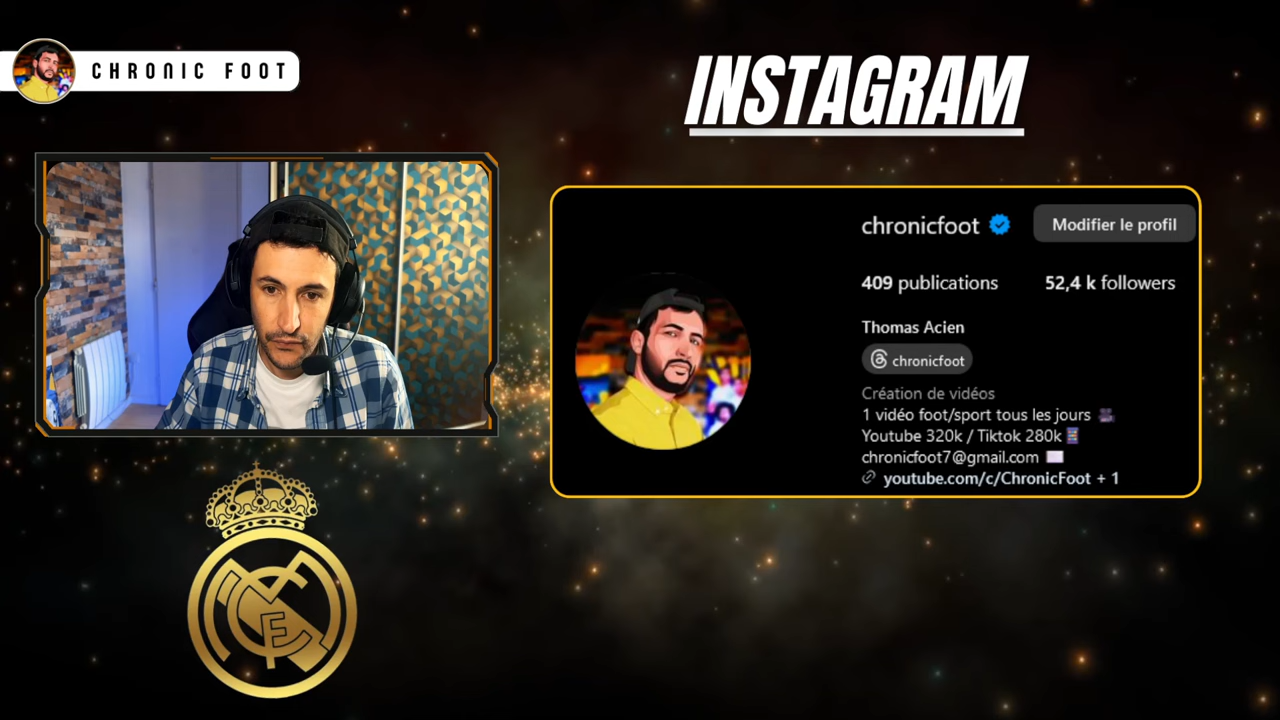 CHRONIC FOOT
INSTAGRAM
chronicfoot
Modifier le profil
409 publications
52,4 k followers
Thomas Acien
chronicfoot
Création de vidéos
1 vidéo foot/sport tous les jours
Youtube 320k / Tiktok 280k
chronicfoot7@gmail.com
youtube.com/c/ChronicFoot + 1